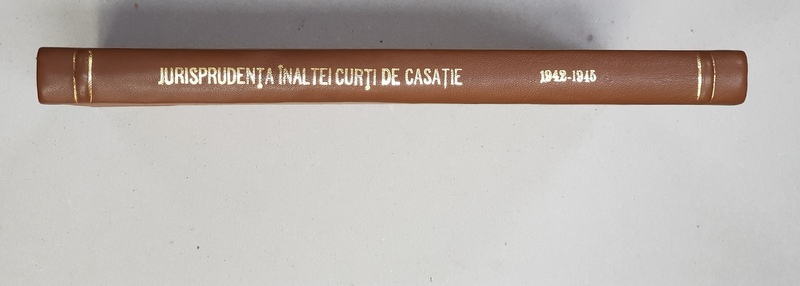 JURISPRUDENȚA ÎNALTEI CURȚI DE CASAȚIE 1942-1945